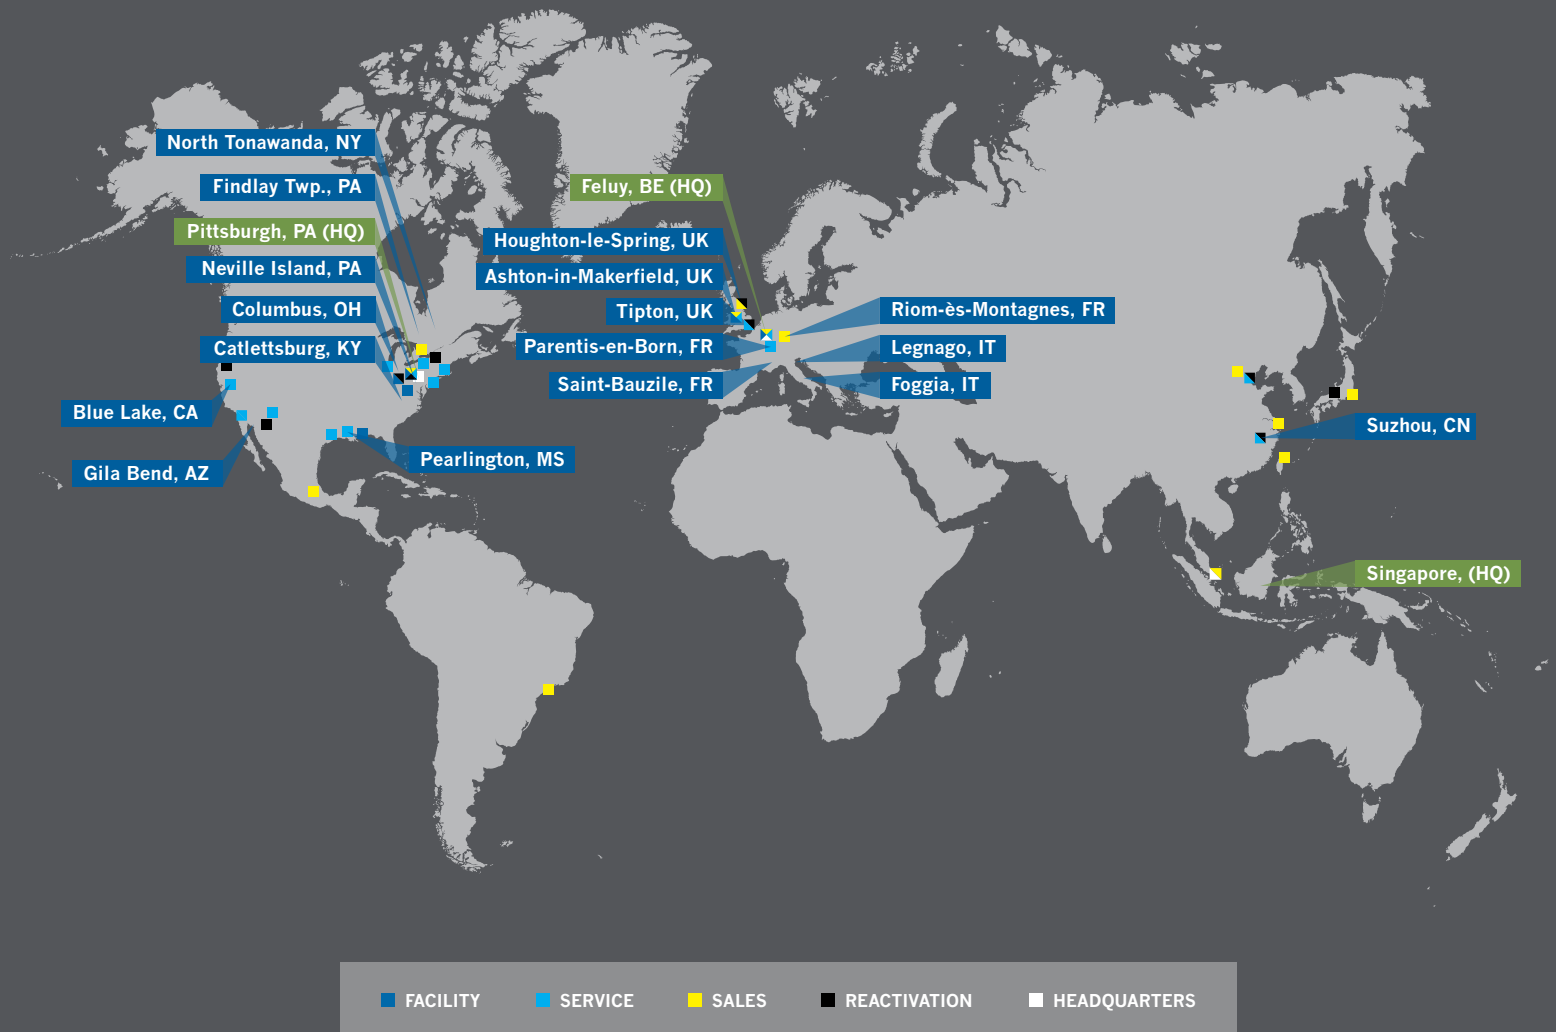 North Tonawanda, NY
Findlay Twp., PA
Pittsburgh, PA (HQ)
Neville Island, PA
Columbus, OH
Catlettsburg, KY
Blue Lake, CA
Gila Bend, AZ
Pearlington, MS
Feluy, BE (HQ)
Houghton-le-Spring, UK
Ashton-in-Makerfield, UK
Tipton, UK
Parentis-en-Born, FR
Saint-Bauzile, FR
Riom-ès-Montagnes, FR
Legnago, IT
Foggia, IT
Suzhou, CN
Singapore, (HQ)
FACILITY
SERVICE
SALES
REACTIVATION
HEADQUARTERS